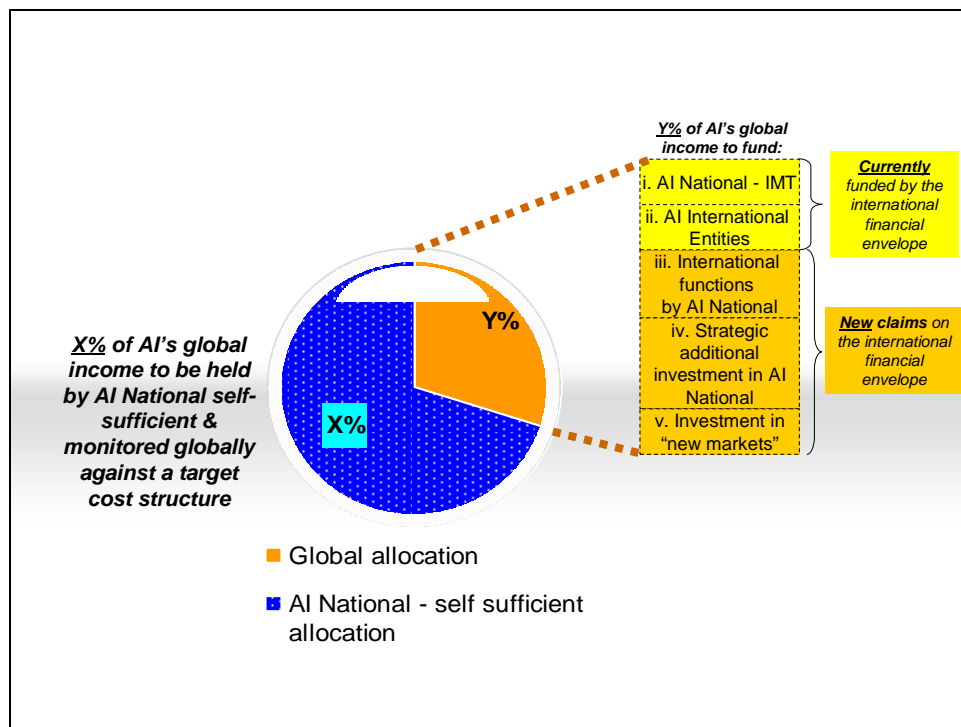 Y% of AI’s global
income to fund:
i. AI National - IMT
ii. AI International
Entities
iii. International
functions
by AI National
iv. Strategic
additional
investment in AI
National
v. Investment in
“new markets”
Currently
funded by the
international
financial
envelope
New claims on
the international
financial
envelope
X% of AI’s global
income to be held
by AI National self-
sufficient &
monitored globally
against a target
cost structure
Y%
X%
Global allocation
AI National - self sufficient
allocation